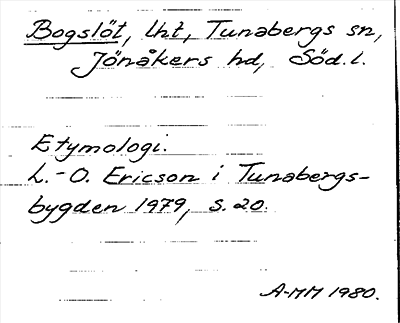 Bogslöt, lht, Tunabergs sn,
Jönåkers hd, Söd. l.
Etymologi.
L.-O. Ericson i Tunabergs-
bygden 1979, s. 20.
A-MM 1980.